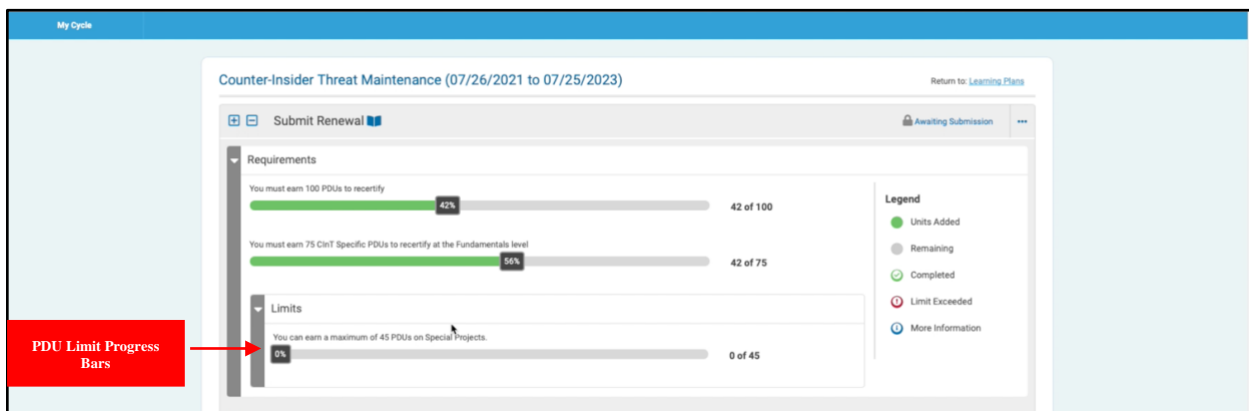 My Cycle
Counter-Insider Threat Maintenance (07/26/2021 to 07/25/2023)
Return to: Learning Plans
Submit Renewal
Awaiting Submission
Requirements
You must earn 100 PDUs to recertify
42%
42 of 100
You must earn 75 CInT Specific PDUs to recertify at the Fundamentals level
56%
42 of 75
Limits
You can earn a maximum of 45 PDUs on Special Projects.
0%
0 of 45
Legend
Units Added
Remaining
Completed
Limit Exceeded
More Information
PDU Limit Progress
Bars